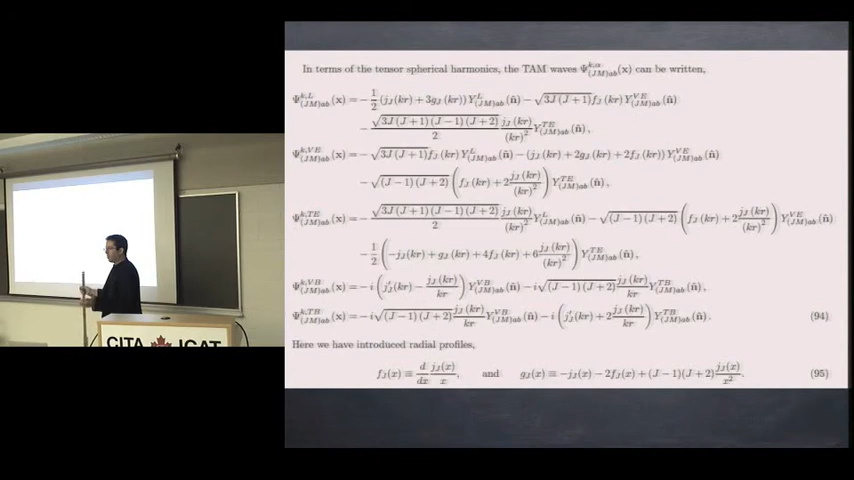 In terms of the tensor spherical harmonics, the TAM waves Ψ^{k,α}_{(JM)ab}(x) can be written,
Ψ^{k,L}_{(JM)ab}(x) = −1/2 (j_J(kr) + 3g_J(kr)) Y^L_{(JM)ab}(n̂) − √(3J(J+1)) f_J(kr) Y^{VE}_{(JM)ab}(n̂)
− √(3J(J+1)(J−1)(J+2))/2 j_J(kr)/(kr)² Y^{TE}_{(JM)ab}(n̂),
Ψ^{k,VE}_{(JM)ab}(x) = −√(3J(J+1)) f_J(kr) Y^L_{(JM)ab}(n̂) − (j_J(kr) + 2g_J(kr) + 2f_J(kr)) Y^{VE}_{(JM)ab}(n̂)
− √((J−1)(J+2)) (f_J(kr) + 2 j_J(kr)/(kr)²) Y^{TE}_{(JM)ab}(n̂),
Ψ^{k,TE}_{(JM)ab}(x) = −√(3J(J+1)(J−1)(J+2))/2 j_J(kr)/(kr)² Y^L_{(JM)ab}(n̂) − √((J−1)(J+2)) (f_J(kr) + 2 j_J(kr)/(kr)²) Y^{VE}_{(JM)ab}(n̂)
− 1/2 (−j_J(kr) + g_J(kr) + 4f_J(kr) + 6 j_J(kr)/(kr)²) Y^{TE}_{(JM)ab}(n̂),
Ψ^{k,VB}_{(JM)ab}(x) = −i (j′_J(kr) − j_J(kr)/kr) Y^{VB}_{(JM)ab}(n̂) − i√((J−1)(J+2)) j_J(kr)/kr Y^{TB}_{(JM)ab}(n̂),
Ψ^{k,TB}_{(JM)ab}(x) = −i√((J−1)(J+2)) j_J(kr)/kr Y^{VB}_{(JM)ab}(n̂) − i (j′_J(kr) + 2 j_J(kr)/kr) Y^{TB}_{(JM)ab}(n̂). (94)
Here we have introduced radial profiles,
f_J(x) ≡ d/dx j_J(x)/x, and g_J(x) ≡ −j_J(x) − 2f_J(x) + (J−1)(J+2) j_J(x)/x². (95)
CITA ICAT